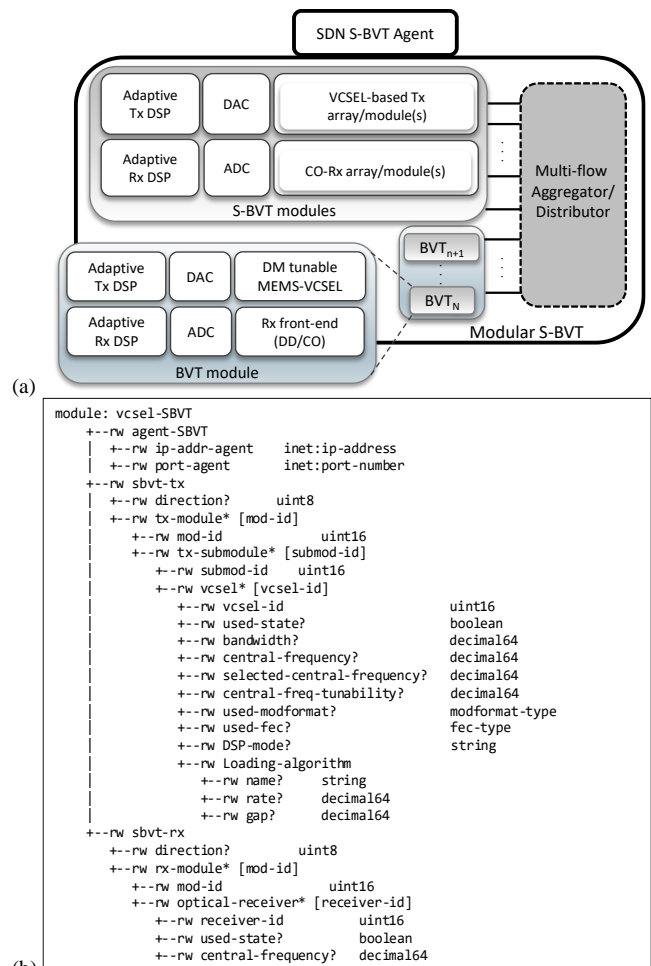 SDN S-BVT Agent
Adaptive
Tx DSP
DAC
VCSEL-based Tx
array/module(s)
Adaptive
Rx DSP
ADC
CO-Rx array/module(s)
S-BVT modules
Multi-flow
Aggregator/
Distributor
BVTn+1
BVTN
Modular S-BVT
Adaptive
Tx DSP
DAC
DM tunable
MEMS-VCSEL
Adaptive
Rx DSP
ADC
Rx front-end
(DD/CO)
BVT module
(a)
module: vcsel-SBVT
+--rw agent-SBVT
| +--rw ip-addr-agent inet:ip-address
| +--rw port-agent inet:port-number
+--rw sbvt-tx
| +--rw direction? uint8
| +--rw tx-module* [mod-id]
| +--rw mod-id uint16
| +--rw tx-submodule* [submod-id]
| +--rw submod-id uint16
| +--rw vcsel* [vcsel-id]
| +--rw vcsel-id uint16
| +--rw used-state? boolean
| +--rw bandwidth? decimal64
| +--rw central-frequency? decimal64
| +--rw selected-central-frequency? decimal64
| +--rw central-freq-tunability? decimal64
| +--rw used-modformat? modformat-type
| +--rw used-fec? fec-type
| +--rw DSP-mode? string
| +--rw Loading-algorithm
| +--rw name? string
| +--rw rate? decimal64
| +--rw gap? decimal64
+--rw sbvt-rx
+--rw direction? uint8
+--rw rx-module* [mod-id]
+--rw mod-id uint16
+--rw optical-receiver* [receiver-id]
+--rw receiver-id uint16
+--rw used-state? boolean
+--rw central-frequency? decimal64
(b)